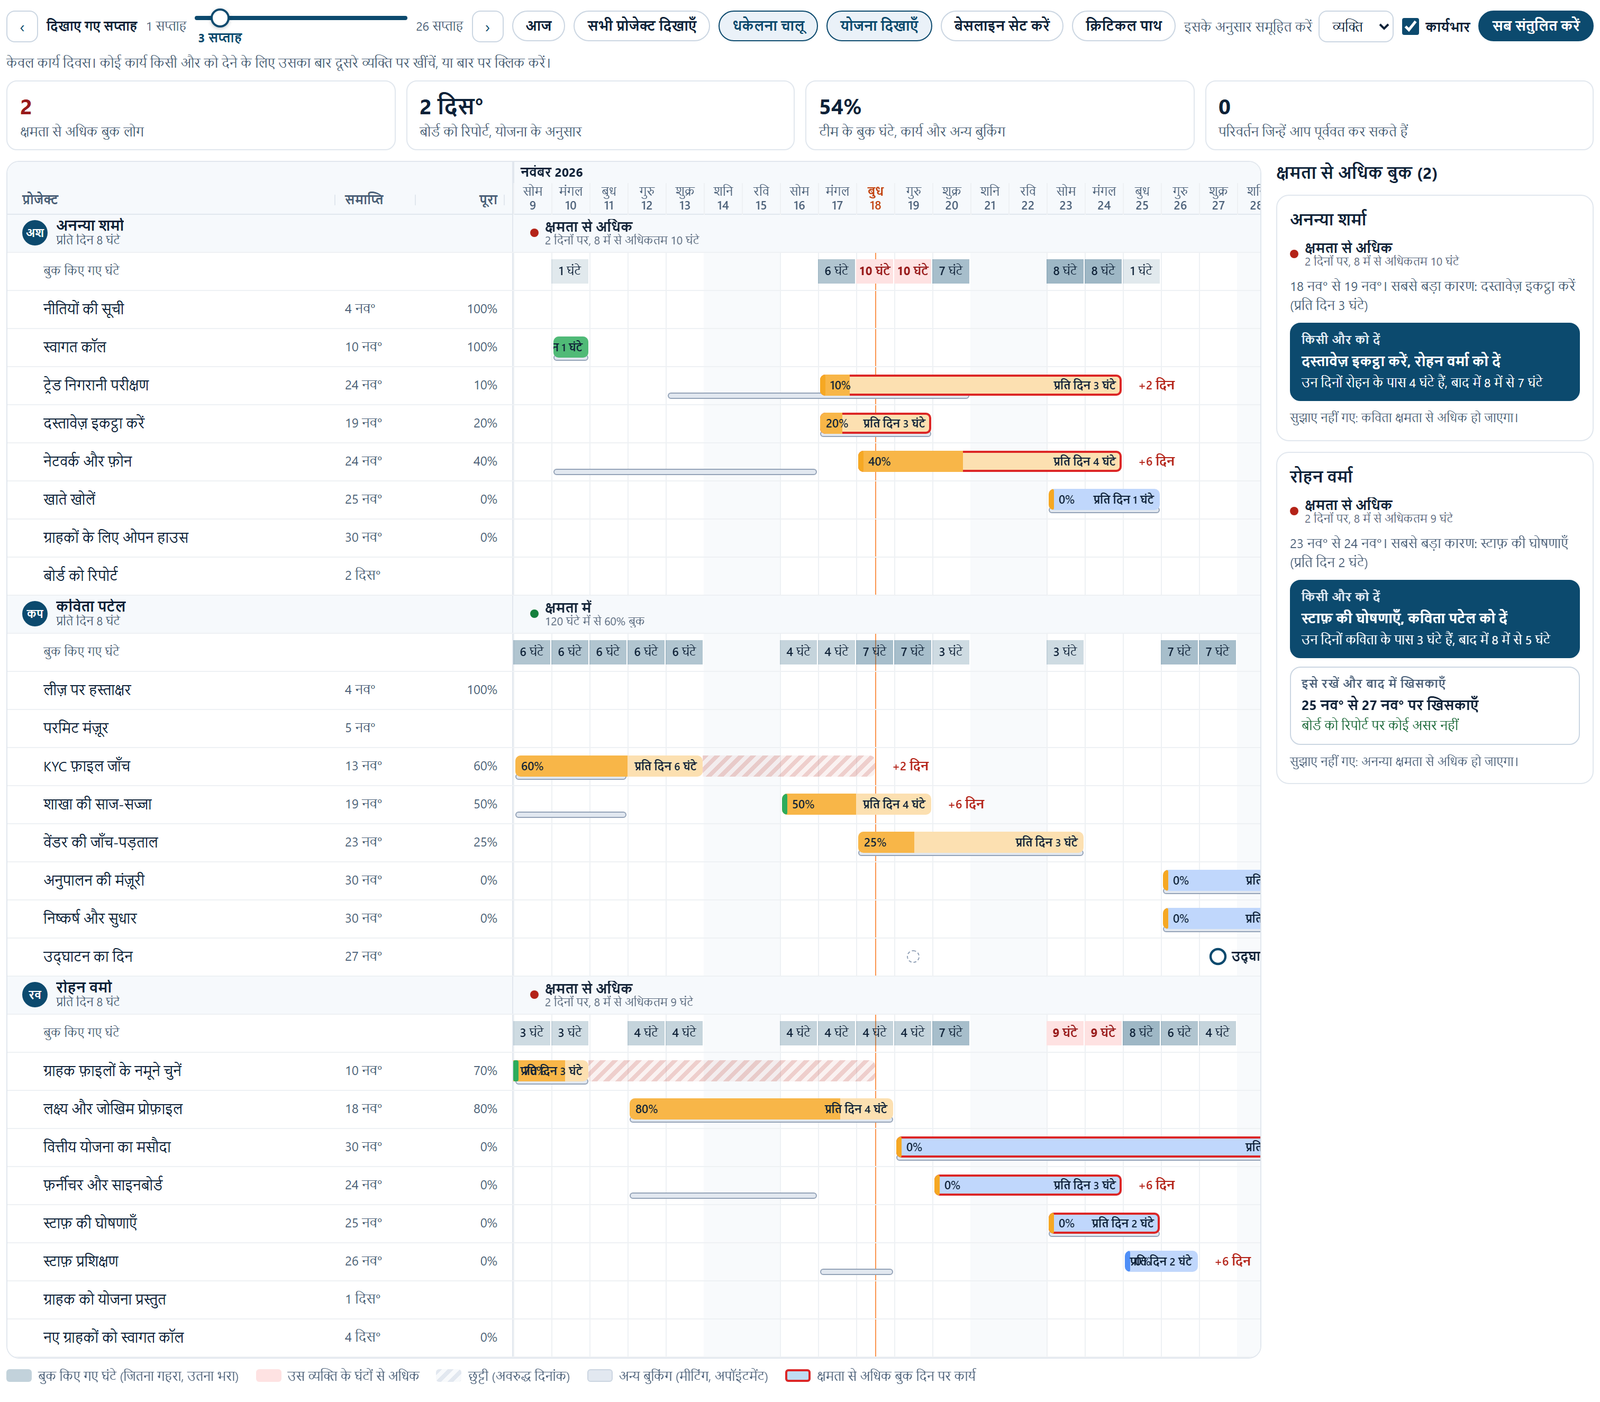 ‹ दिखाए गए सप्ताह 1 सप्ताह 3 सप्ताह 26 सप्ताह › आज सभी प्रोजेक्ट दिखाएँ धकेलना चालू योजना दिखाएँ बेसलाइन सेट करें क्रिटिकल पाथ इसके अनुसार समूहित करें व्यक्ति कार्यभार सब संतुलित करें
केवल कार्य दिवस। कोई कार्य किसी और को देने के लिए उसका बार दूसरे व्यक्ति पर खींचें, या बार पर क्लिक करें।
2
क्षमता से अधिक बुक लोग
2 दिस॰
बोर्ड को रिपोर्ट, योजना के अनुसार
54%
टीम के बुक घंटे, कार्य और अन्य बुकिंग
0
परिवर्तन जिन्हें आप पूर्ववत कर सकते हैं
नवंबर 2026
प्रोजेक्ट समाप्ति पूरा
सोम मंगल बुध गुरु शुक्र शनि रवि सोम मंगल बुध गुरु शुक्र शनि रवि सोम मंगल बुध गुरु शुक्र
9 10 11 12 13 14 15 16 17 18 19 20 21 22 23 24 25 26 27 28
अश अनन्या शर्मा
प्रति दिन 8 घंटे
क्षमता से अधिक
2 दिनों पर, 8 में से अधिकतम 10 घंटे
बुक किए गए घंटे 1 घंटे 6 घंटे 10 घंटे 10 घंटे 7 घंटे 8 घंटे 8 घंटे 1 घंटे
नीतियों की सूची 4 नव॰ 100%
स्वागत कॉल 10 नव॰ 100% 1 घंटे
ट्रेड निगरानी परीक्षण 24 नव॰ 10% 10% प्रति दिन 3 घंटे +2 दिन
दस्तावेज़ इकट्ठा करें 19 नव॰ 20% 20% प्रति दिन 3 घंटे
नेटवर्क और फ़ोन 24 नव॰ 40% 40% प्रति दिन 4 घंटे +6 दिन
खाते खोलें 25 नव॰ 0% 0% प्रति दिन 1 घंटे
ग्राहकों के लिए ओपन हाउस 30 नव॰ 0%
बोर्ड को रिपोर्ट 2 दिस॰
कप कविता पटेल
प्रति दिन 8 घंटे
क्षमता में
120 घंटे में से 60% बुक
बुक किए गए घंटे 6 घंटे 6 घंटे 6 घंटे 6 घंटे 6 घंटे 4 घंटे 4 घंटे 7 घंटे 7 घंटे 3 घंटे 3 घंटे 7 घंटे 7 घंटे
लीज़ पर हस्ताक्षर 4 नव॰ 100%
परमिट मंज़ूर 5 नव॰
KYC फ़ाइल जाँच 13 नव॰ 60% 60% प्रति दिन 6 घंटे +2 दिन
शाखा की साज-सज्जा 19 नव॰ 50% 50% प्रति दिन 4 घंटे +6 दिन
वेंडर की जाँच-पड़ताल 23 नव॰ 25% 25% प्रति दिन 3 घंटे
अनुपालन की मंज़ूरी 30 नव॰ 0% 0%
निष्कर्ष और सुधार 30 नव॰ 0% 0%
उद्घाटन का दिन 27 नव॰
रव रोहन वर्मा
प्रति दिन 8 घंटे
क्षमता से अधिक
2 दिनों पर, 8 में से अधिकतम 9 घंटे
बुक किए गए घंटे 3 घंटे 3 घंटे 4 घंटे 4 घंटे 4 घंटे 4 घंटे 4 घंटे 4 घंटे 7 घंटे 9 घंटे 9 घंटे 8 घंटे 6 घंटे 4 घंटे
ग्राहक फ़ाइलों के नमूने चुनें 10 नव॰ 70% प्रति दिन 3 घंटे
लक्ष्य और जोखिम प्रोफ़ाइल 18 नव॰ 80% 80% प्रति दिन 4 घंटे
वित्तीय योजना का मसौदा 30 नव॰ 0% 0%
फ़र्नीचर और साइनबोर्ड 24 नव॰ 0% 0% प्रति दिन 3 घंटे +6 दिन
स्टाफ़ की घोषणाएँ 25 नव॰ 0% 0% प्रति दिन 2 घंटे
स्टाफ़ प्रशिक्षण 26 नव॰ 0% प्रति दिन 2 घंटे +6 दिन
ग्राहक को योजना प्रस्तुत 1 दिस॰
नए ग्राहकों को स्वागत कॉल 4 दिस॰ 0%
बुक किए गए घंटे (जितना गहरा, उतना भरा) उस व्यक्ति के घंटों से अधिक छुट्टी (अवरुद्ध दिनांक) अन्य बुकिंग (मीटिंग, अपॉइंटमेंट) क्षमता से अधिक बुक दिन पर कार्य
क्षमता से अधिक बुक (2)
अनन्या शर्मा
क्षमता से अधिक
2 दिनों पर, 8 में से अधिकतम 10 घंटे
18 नव॰ से 19 नव॰। सबसे बड़ा कारण: दस्तावेज़ इकट्ठा करें
(प्रति दिन 3 घंटे)
किसी और को दें
दस्तावेज़ इकट्ठा करें, रोहन वर्मा को दें
उन दिनों रोहन के पास 4 घंटे हैं, बाद में 8 में से 7 घंटे
सुझाए नहीं गए: कविता क्षमता से अधिक हो जाएगा।
रोहन वर्मा
क्षमता से अधिक
2 दिनों पर, 8 में से अधिकतम 9 घंटे
23 नव॰ से 24 नव॰। सबसे बड़ा कारण: स्टाफ़ की घोषणाएँ
(प्रति दिन 2 घंटे)
किसी और को दें
स्टाफ़ की घोषणाएँ, कविता पटेल को दें
उन दिनों कविता के पास 3 घंटे हैं, बाद में 8 में से 5 घंटे
इसे रखें और बाद में खिसकाएँ
25 नव॰ से 27 नव॰ पर खिसकाएँ
बोर्ड को रिपोर्ट पर कोई असर नहीं
सुझाए नहीं गए: अनन्या क्षमता से अधिक हो जाएगा।